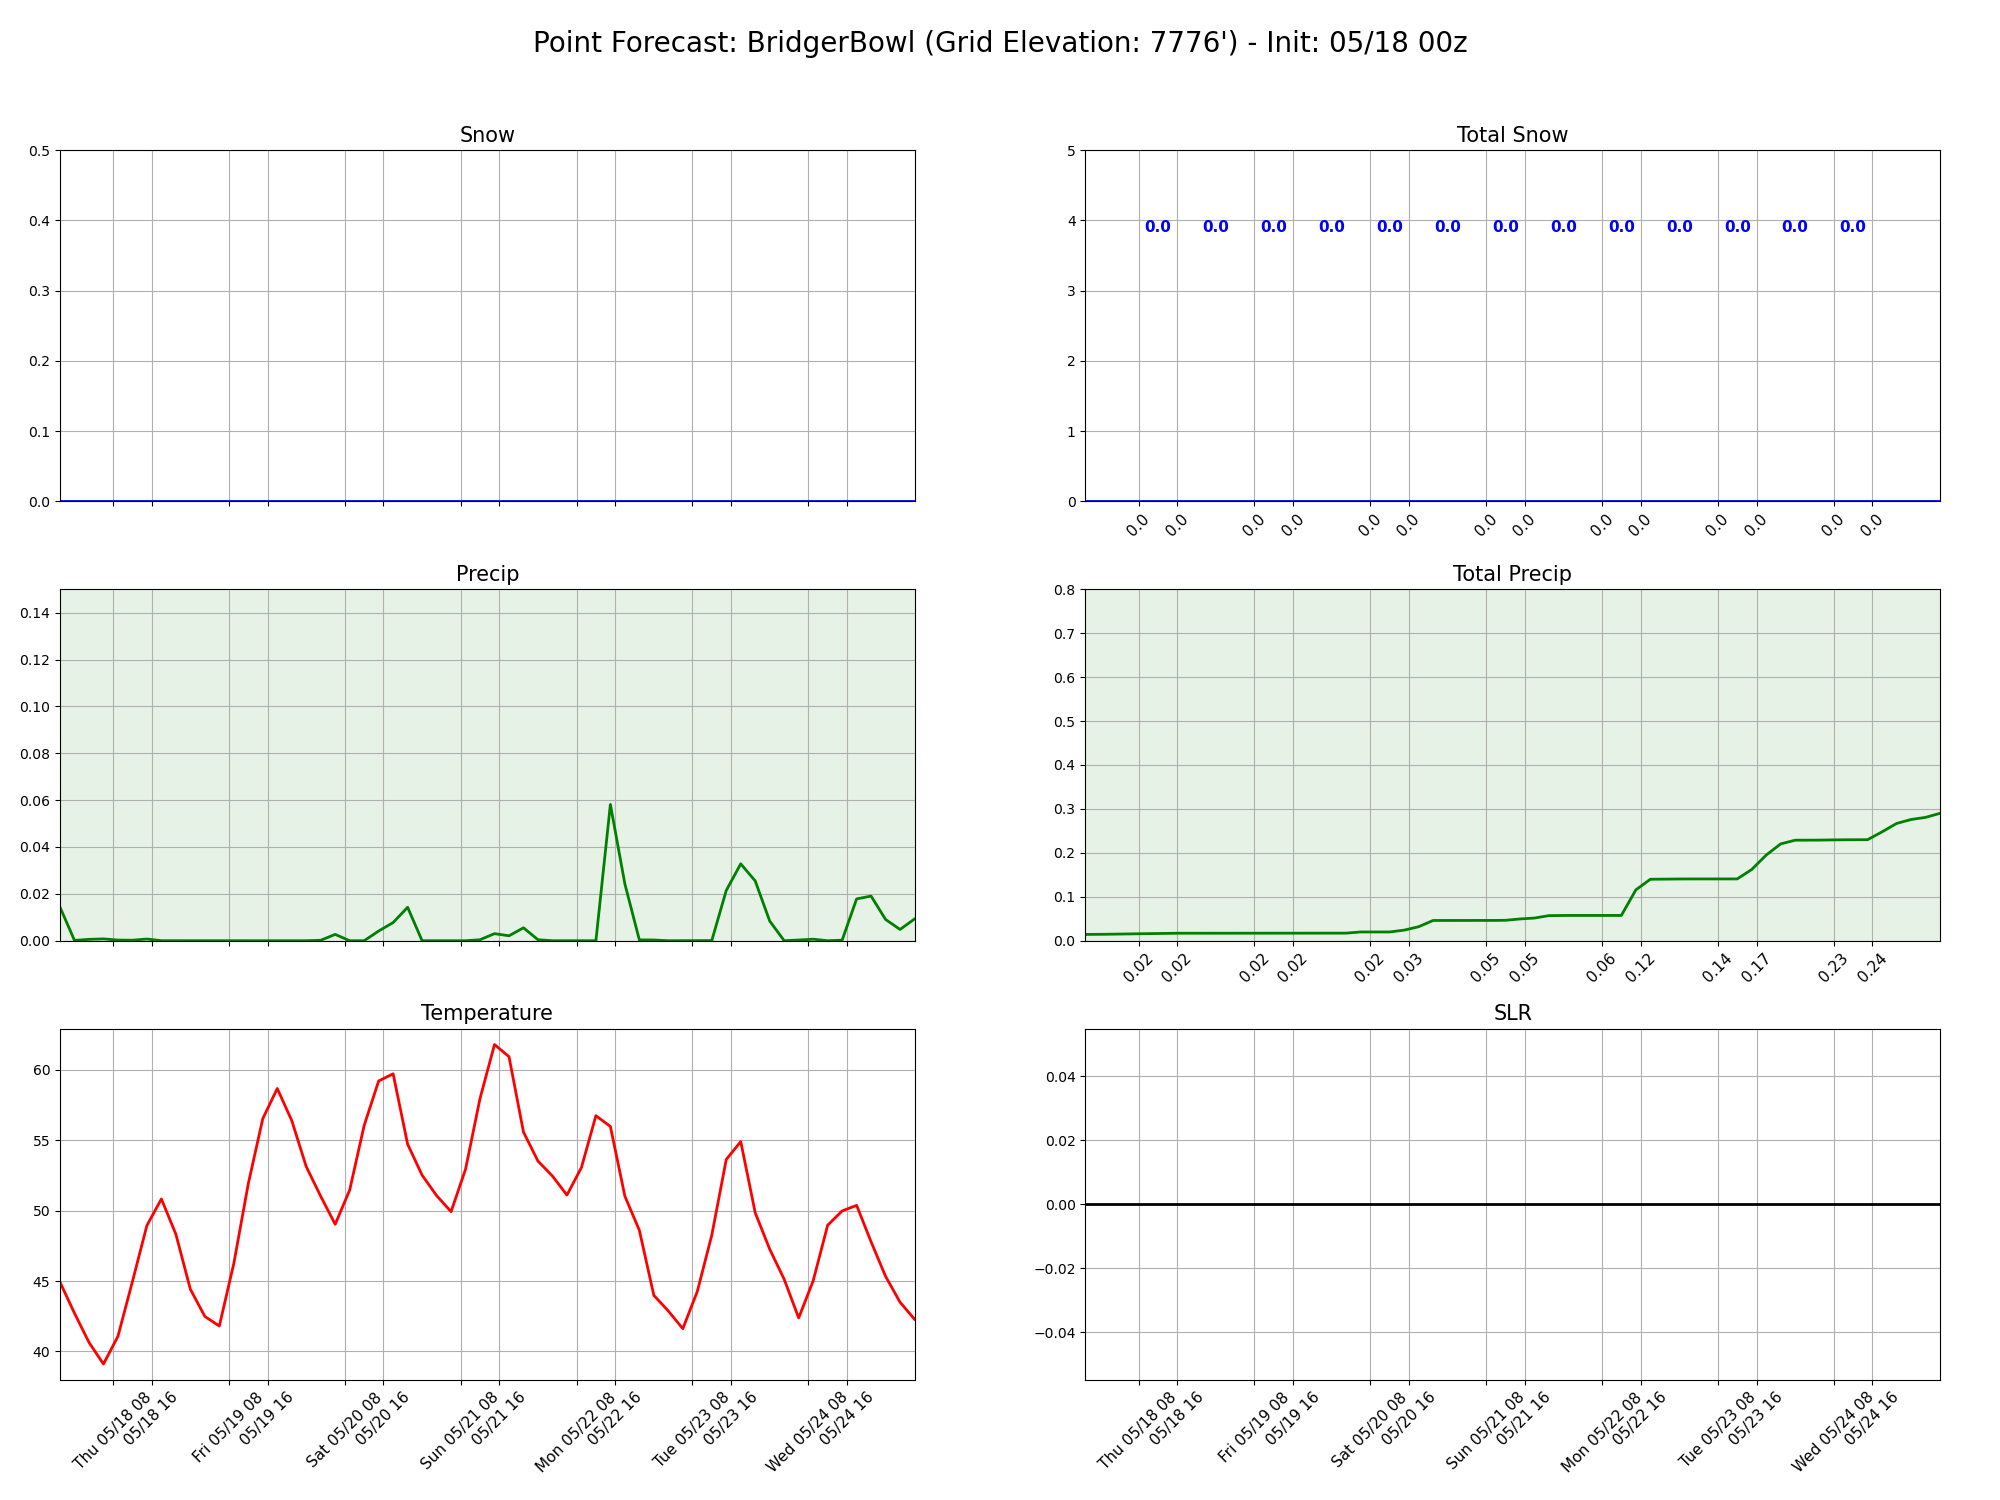 Point Forecast: BridgerBowl (Grid Elevation: 7776') - Init: 05/18 00z
Snow
0.5
0.4
0.3
0.2
0.1
0.0
Total Snow
5
4
3
2
1
0
0.0 0.0 0.0 0.0 0.0 0.0 0.0 0.0 0.0 0.0 0.0 0.0 0.0
0.0 0.0 0.0 0.0 0.0 0.0 0.0 0.0 0.0 0.0 0.0 0.0 0.0 0.0
Precip
0.14
0.12
0.10
0.08
0.06
0.04
0.02
0.00
Total Precip
0.8
0.7
0.6
0.5
0.4
0.3
0.2
0.1
0.0
0.02 0.02 0.02 0.02 0.02 0.03 0.05 0.05 0.06 0.12 0.14 0.17 0.23 0.24
Temperature
60
55
50
45
40
Thu 05/18 08
05/18 16
Fri 05/19 08
05/19 16
Sat 05/20 08
05/20 16
Sun 05/21 08
05/21 16
Mon 05/22 08
05/22 16
Tue 05/23 08
05/23 16
Wed 05/24 08
05/24 16
SLR
0.04
0.02
0.00
−0.02
−0.04
Thu 05/18 08
05/18 16
Fri 05/19 08
05/19 16
Sat 05/20 08
05/20 16
Sun 05/21 08
05/21 16
Mon 05/22 08
05/22 16
Tue 05/23 08
05/23 16
Wed 05/24 08
05/24 16